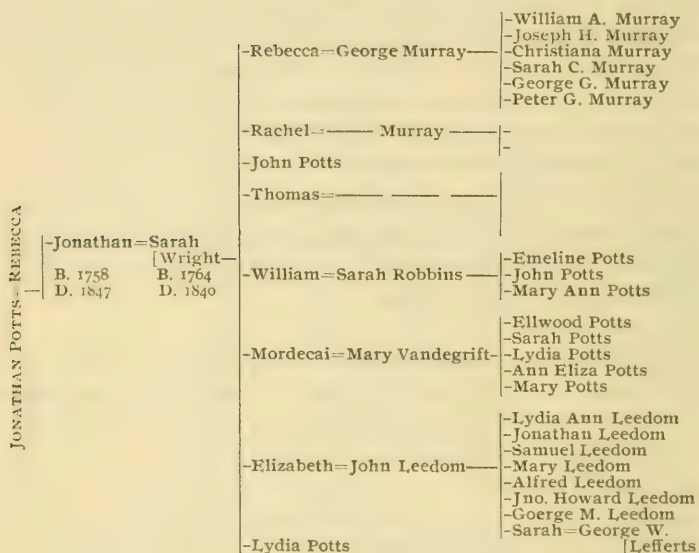 JONATHAN POTTS=REBECCA
-Jonathan=Sarah
[Wright-
B. 1758 B. 1764
D. 1847 D. 1840
-Rebecca=George Murray
-William A. Murray
-Joseph H. Murray
-Christiana Murray
-Sarah C. Murray
-George G. Murray
-Peter G. Murray
-Rachel=—— Murray
-John Potts
-Thomas=—— —— ——
-William=Sarah Robbins
-Emeline Potts
-John Potts
-Mary Ann Potts
-Mordecai=Mary Vandegrift-
-Ellwood Potts
-Sarah Potts
-Lydia Potts
-Ann Eliza Potts
-Mary Potts
-Elizabeth=John Leedom
-Lydia Ann Leedom
-Jonathan Leedom
-Samuel Leedom
-Mary Leedom
-Alfred Leedom
-Jno. Howard Leedom
-Goerge M. Leedom
-Sarah=George W.
[Lefferts
-Lydia Potts